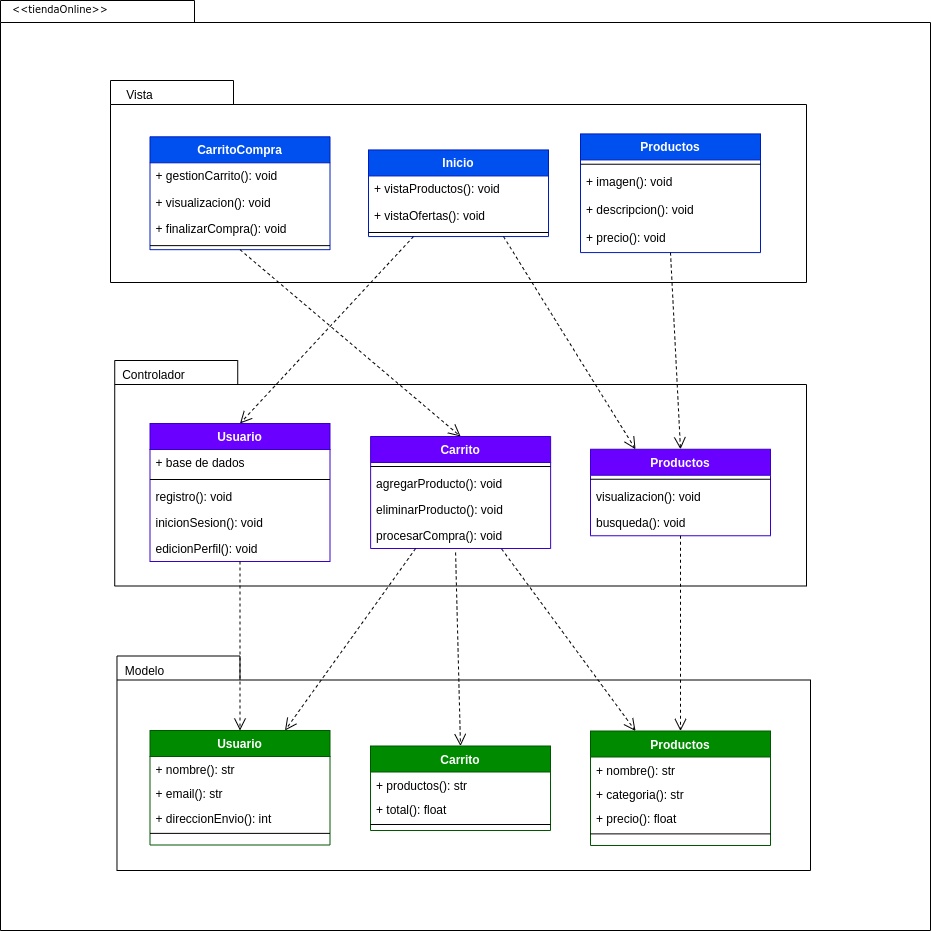 <<tiendaOnline>>
Vista
CarritoCompra
+ gestionCarrito(): void
+ visualizacion(): void
+ finalizarCompra(): void
Inicio
+ vistaProductos(): void
+ vistaOfertas(): void
Productos
+ imagen(): void
+ descripcion(): void
+ precio(): void
Controlador
Usuario
+ base de dados
registro(): void
inicionSesion(): void
edicionPerfil(): void
Carrito
agregarProducto(): void
eliminarProducto(): void
procesarCompra(): void
Productos
visualizacion(): void
busqueda(): void
Modelo
Usuario
+ nombre(): str
+ email(): str
+ direccionEnvio(): int
Carrito
+ productos(): str
+ total(): float
Productos
+ nombre(): str
+ categoria(): str
+ precio(): float